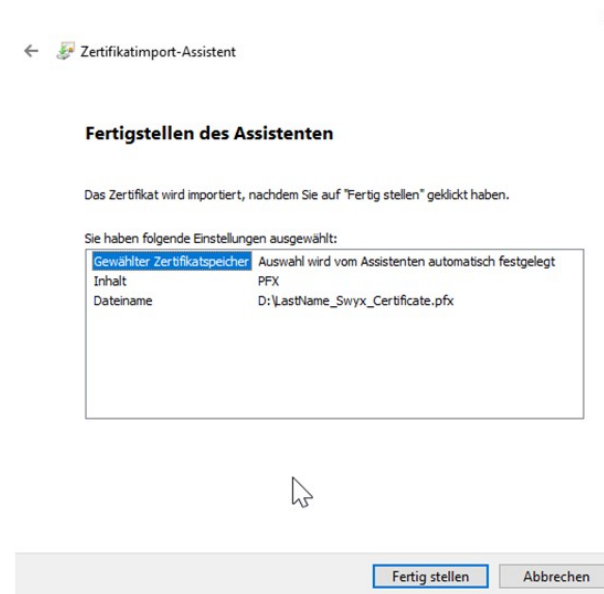 Zertifikatimport-Assistent
Fertigstellen des Assistenten
Das Zertifikat wird importiert, nachdem Sie auf "Fertig stellen" geklickt haben.
Sie haben folgende Einstellungen ausgewählt:
Gewählter Zertifikatspeicher Auswahl wird vom Assistenten automatisch festgelegt
Inhalt PFX
Dateiname D:\LastName_Swyx_Certificate.pfx
Fertig stellen Abbrechen